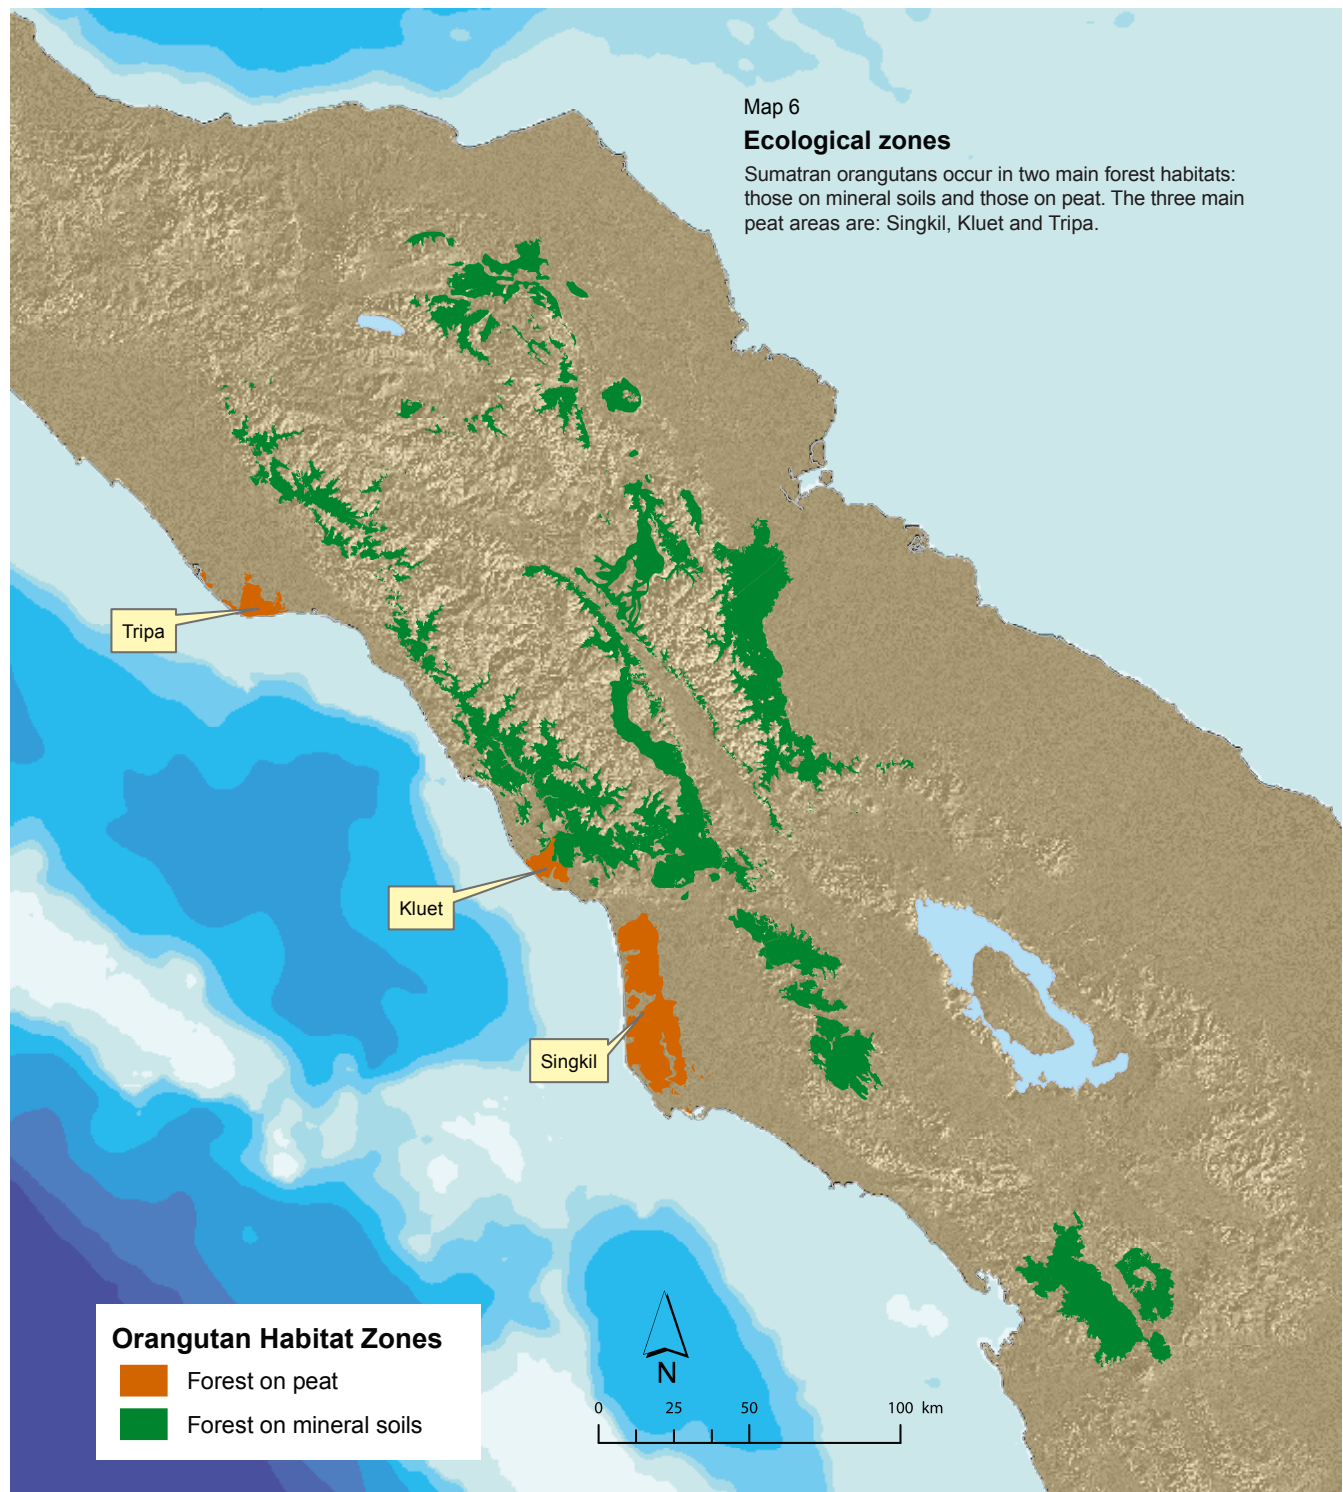 Map 6
Ecological zones
Sumatran orangutans occur in two main forest habitats:
those on mineral soils and those on peat. The three main
peat areas are: Singkil, Kluet and Tripa.
Tripa
Kluet
Singkil
Orangutan Habitat Zones
Forest on peat
Forest on mineral soils
N
0 25 50 100 km